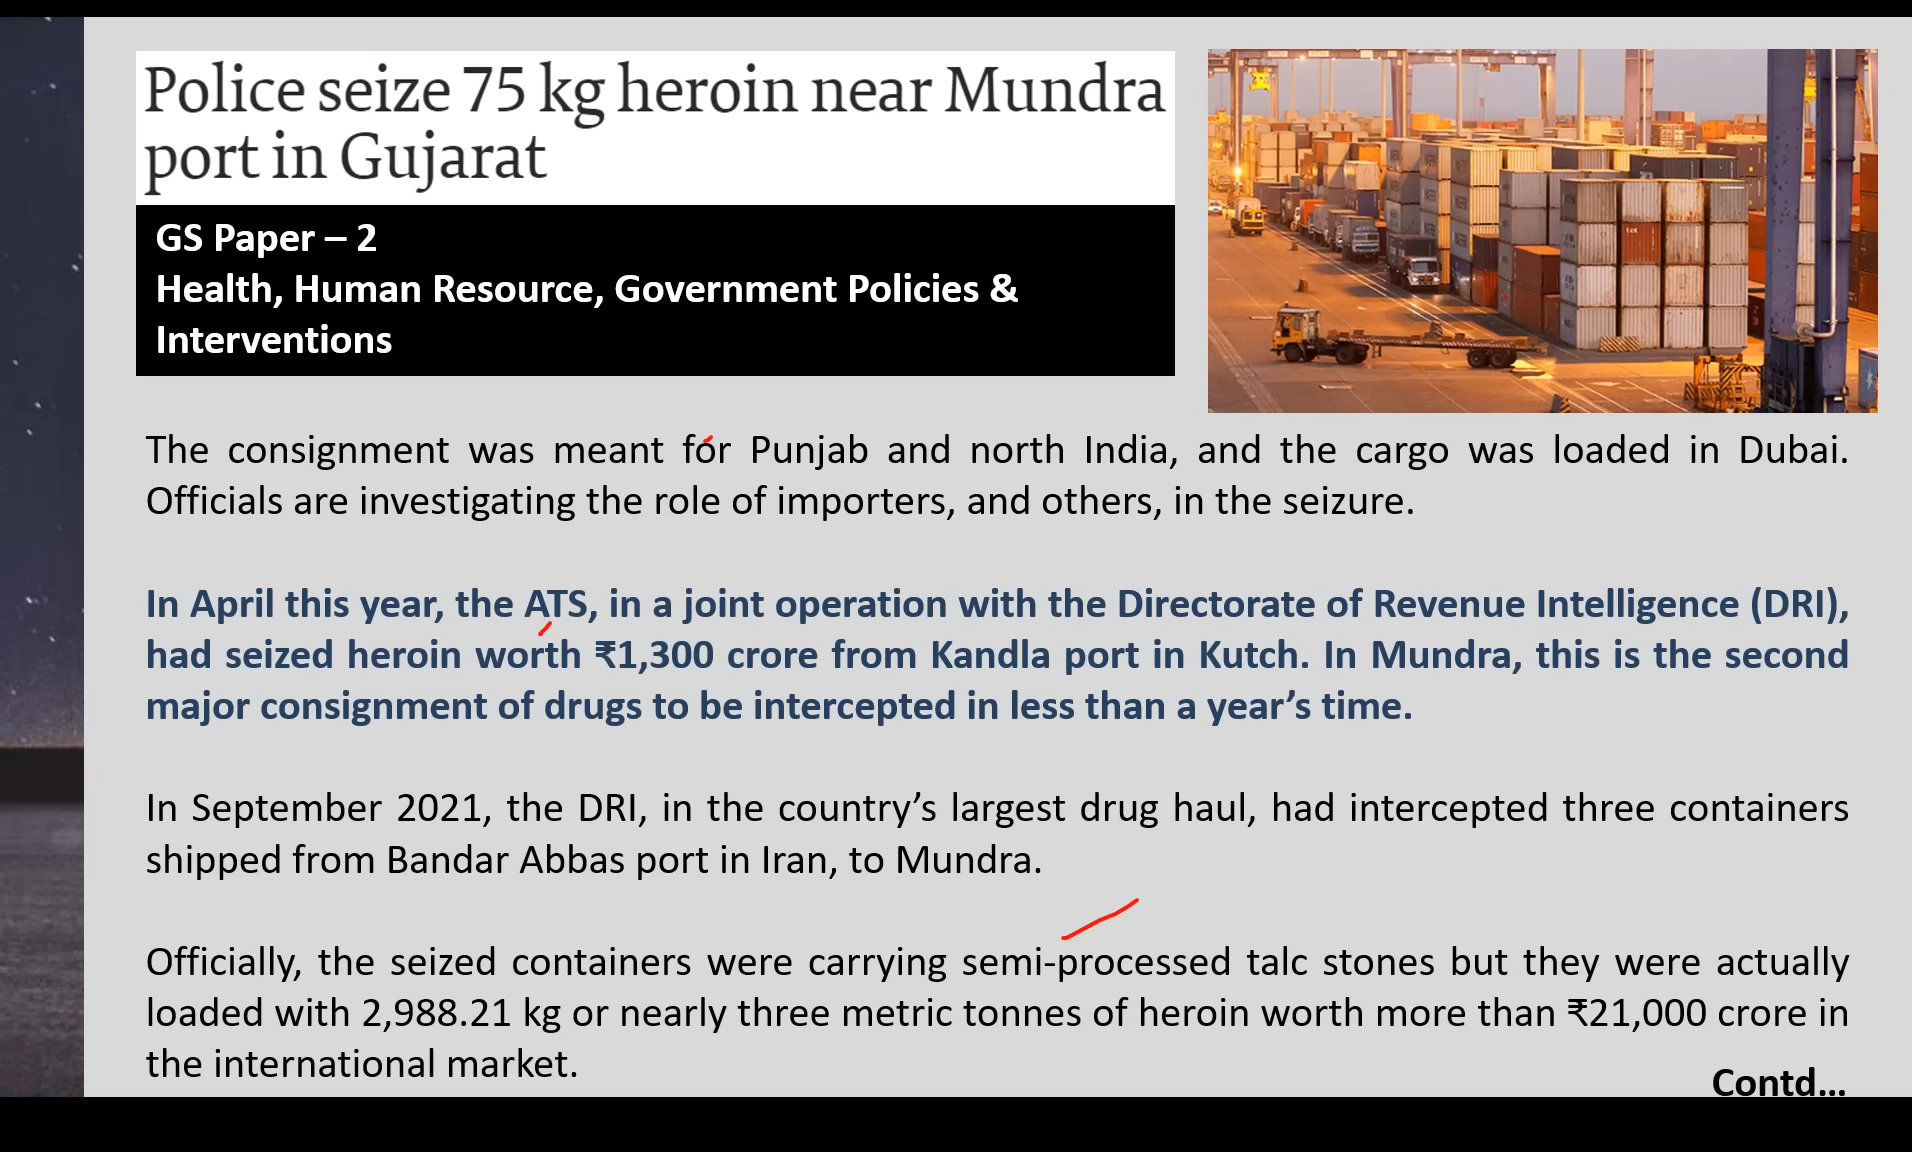 Police seize 75 kg heroin near Mundra
port in Gujarat
GS Paper – 2
Health, Human Resource, Government Policies &
Interventions
The consignment was meant for Punjab and north India, and the cargo was loaded in Dubai.
Officials are investigating the role of importers, and others, in the seizure.
In April this year, the ATS, in a joint operation with the Directorate of Revenue Intelligence (DRI),
had seized heroin worth ₹1,300 crore from Kandla port in Kutch. In Mundra, this is the second
major consignment of drugs to be intercepted in less than a year’s time.
In September 2021, the DRI, in the country’s largest drug haul, had intercepted three containers
shipped from Bandar Abbas port in Iran, to Mundra.
Officially, the seized containers were carrying semi-processed talc stones but they were actually
loaded with 2,988.21 kg or nearly three metric tonnes of heroin worth more than ₹21,000 crore in
the international market.
Contd...